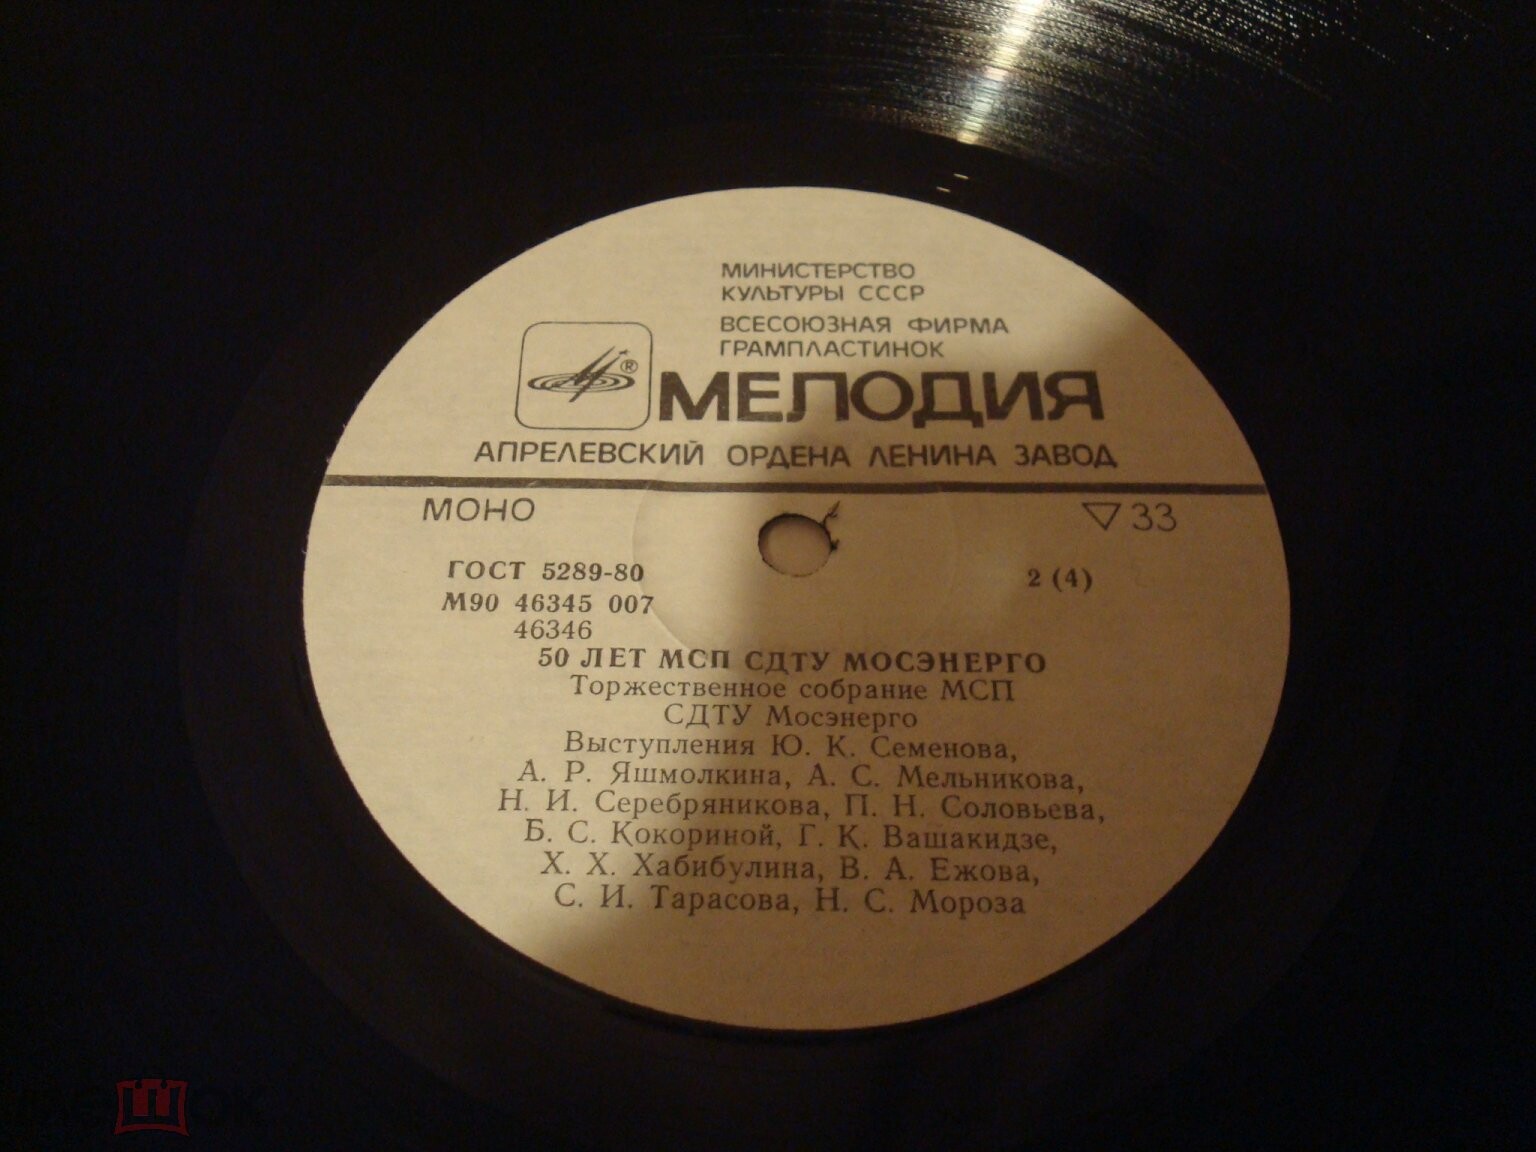 МИНИСТЕРСТВО
КУЛЬТУРЫ СССР
ВСЕСОЮЗНАЯ ФИРМА
ГРАМПЛАСТИНОК
®
МЕЛОДИЯ
АПРЕЛЕВСКИЙ ОРДЕНА ЛЕНИНА ЗАВОД
МОНО
▽ 33
ГОСТ 5289-80
2 (4)
М90 46345 007
46346
50 ЛЕТ МСП СДТУ МОСЭНЕРГО
Торжественное собрание МСП
СДТУ Мосэнерго
Выступления Ю. К. Семенова,
А. Р. Яшмолкина, А. С. Мельникова,
Н. И. Серебряникова, П. Н. Соловьева,
Б. С. Кокориной, Г. К. Вашакидзе,
Х. Х. Хабибулина, В. А. Ежова,
С. И. Тарасова, Н. С. Мороза